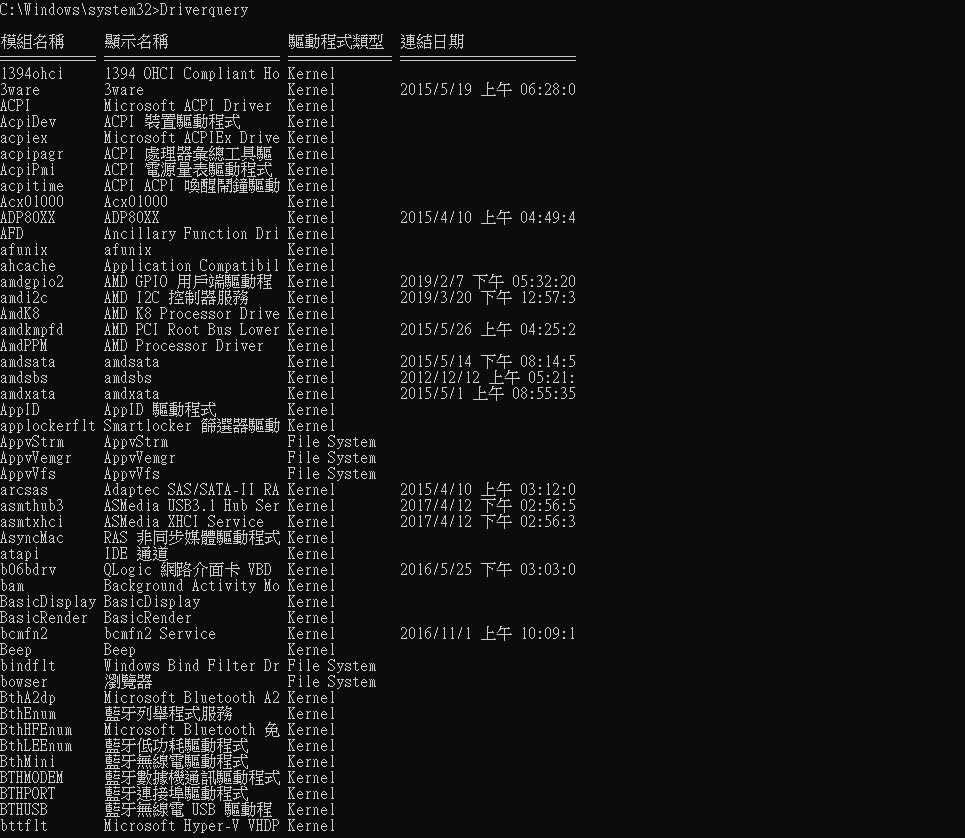 C:\Windows\system32>Driverquery
模組名稱 顯示名稱 驅動程式類型 連結日期
============ ====================== ============= ======================
1394ohci 1394 OHCI Compliant Ho Kernel
3ware 3ware Kernel 2015/5/19 上午 06:28:0
ACPI Microsoft ACPI Driver Kernel
AcpiDev ACPI 裝置驅動程式 Kernel
acpiex Microsoft ACPIEx Drive Kernel
acpipagr ACPI 處理器彙總工具驅 Kernel
AcpiPmi ACPI 電源量表驅動程式 Kernel
acpitime ACPI ACPI 喚醒鬧鐘驅動 Kernel
Acx01000 Acx01000 Kernel
ADP80XX ADP80XX Kernel 2015/4/10 上午 04:49:4
AFD Ancillary Function Dri Kernel
afunix afunix Kernel
ahcache Application Compatibil Kernel
amdgpio2 AMD GPIO 用戶端驅動程 Kernel 2019/2/7 下午 05:32:20
amdi2c AMD I2C 控制器服務 Kernel 2019/3/20 下午 12:57:3
AmdK8 AMD K8 Processor Drive Kernel
amdkmpfd AMD PCI Root Bus Lower Kernel 2015/5/26 上午 04:25:2
AmdPPM AMD Processor Driver Kernel
amdsata amdsata Kernel 2015/5/14 下午 08:14:5
amdsbs amdsbs Kernel 2012/12/12 上午 05:21:
amdxata amdxata Kernel 2015/5/1 上午 08:55:35
AppID AppID 驅動程式 Kernel
applockerflt Smartlocker 篩選器驅動 Kernel
AppvStrm AppvStrm File System
AppvVemgr AppvVemgr File System
AppvVfs AppvVfs File System
arcsas Adaptec SAS/SATA-II RA Kernel 2015/4/10 上午 03:12:0
asmthub3 ASMedia USB3.1 Hub Ser Kernel 2017/4/12 下午 02:56:5
asmtxhci ASMedia XHCI Service Kernel 2017/4/12 下午 02:56:3
AsyncMac RAS 非同步媒體驅動程式 Kernel
atapi IDE 通道 Kernel
b06bdrv QLogic 網路介面卡 VBD Kernel 2016/5/25 下午 03:03:0
bam Background Activity Mo Kernel
BasicDisplay BasicDisplay Kernel
BasicRender BasicRender Kernel
bcmfn2 bcmfn2 Service Kernel 2016/11/1 上午 10:09:1
Beep Beep Kernel
bindflt Windows Bind Filter Dr File System
bowser 瀏覽器 File System
BthA2dp Microsoft Bluetooth A2 Kernel
BthEnum 藍牙列舉程式服務 Kernel
BthHFEnum Microsoft Bluetooth 免 Kernel
BthLEEnum 藍牙低功耗驅動程式 Kernel
BthMini 藍牙無線電驅動程式 Kernel
BTHMODEM 藍牙數據機通訊驅動程式 Kernel
BTHPORT 藍牙連接埠驅動程式 Kernel
BTHUSB 藍牙無線電 USB 驅動程 Kernel
bttflt Microsoft Hyper-V VHDP Kernel